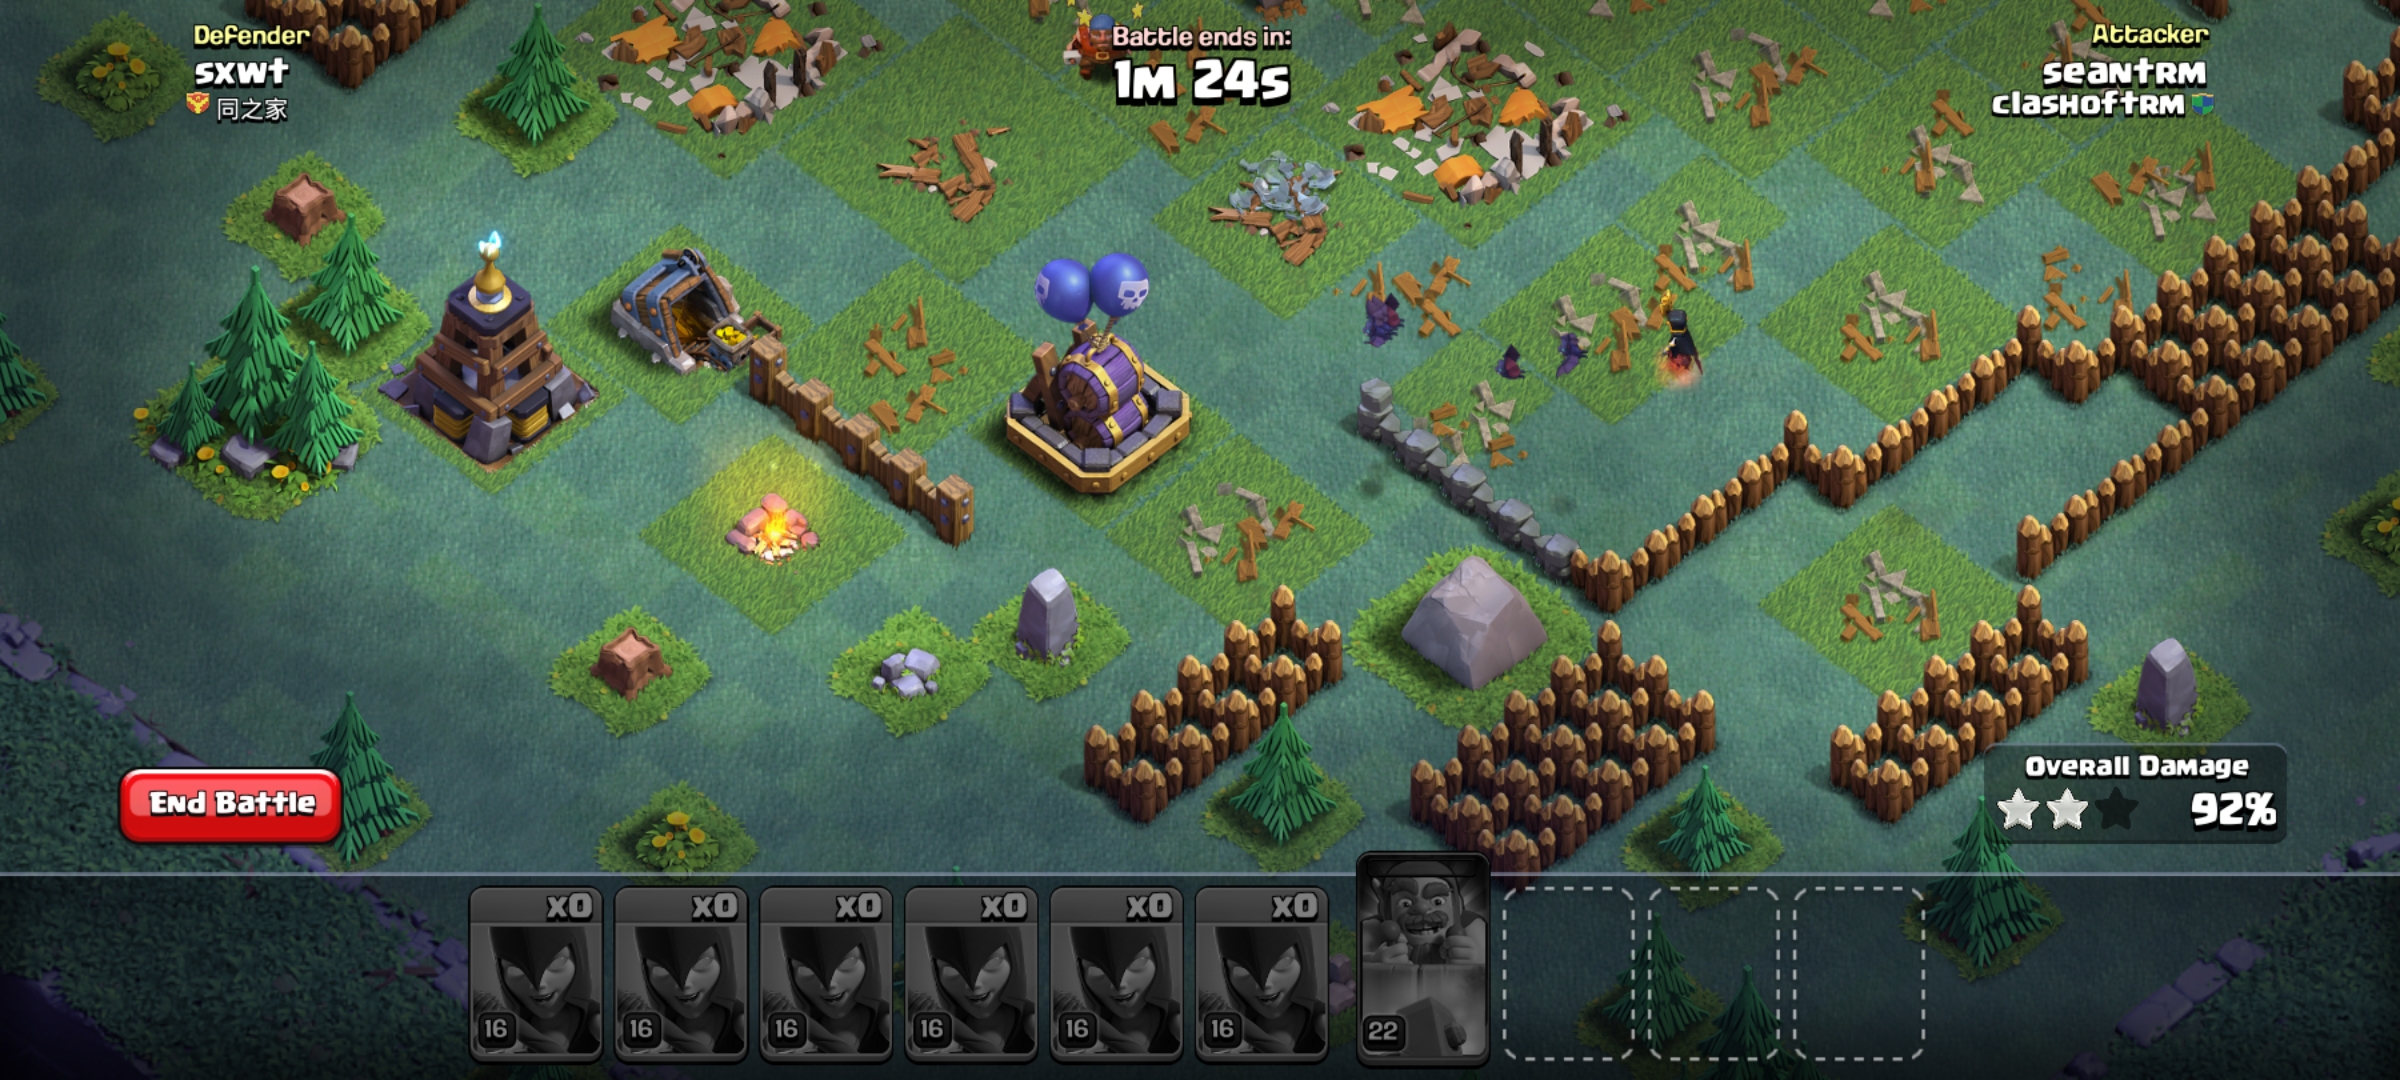 Defender
sxwt
同之家
Battle ends in:
1M 24s
Attacker
seantrm
clashoftrm
End Battle
Overall Damage
92%
x0
x0
x0
x0
x0
x0
16
16
16
16
16
16
22